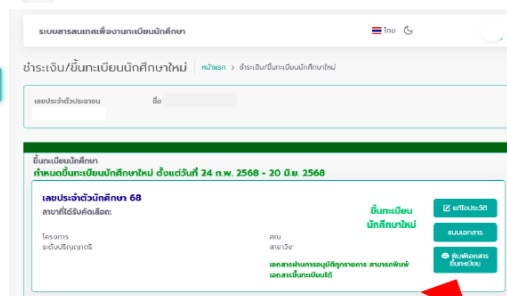 ระบบสารสนเทศเพื่องานทะเบียนนักศึกษา
ไทย
ชำระเงิน/ขึ้นทะเบียนนักศึกษาใหม่
หน้าแรก > ชำระเงิน/ขึ้นทะเบียนนักศึกษาใหม่
เลขประจำตัวประชาชน
ชื่อ
ขึ้นทะเบียนนักศึกษา
กำหนดขึ้นทะเบียนนักศึกษาใหม่ ตั้งแต่วันที่ 24 ก.พ. 2568 - 20 มิ.ย. 2568
เลขประจำตัวนักศึกษา 68
สาขาที่ได้รับคัดเลือก:
ขึ้นทะเบียน
นักศึกษาใหม่
แก้ไขประวัติ
แนบเอกสาร
พิมพ์เอกสาร
ขึ้นทะเบียน
โครงการ
ระดับปริญญาตรี
คณ
สาขาวิช
เอกสารผ่านการอนุมัติทุกรายการ สามารถพิมพ์
เอกสารขึ้นทะเบียนได้